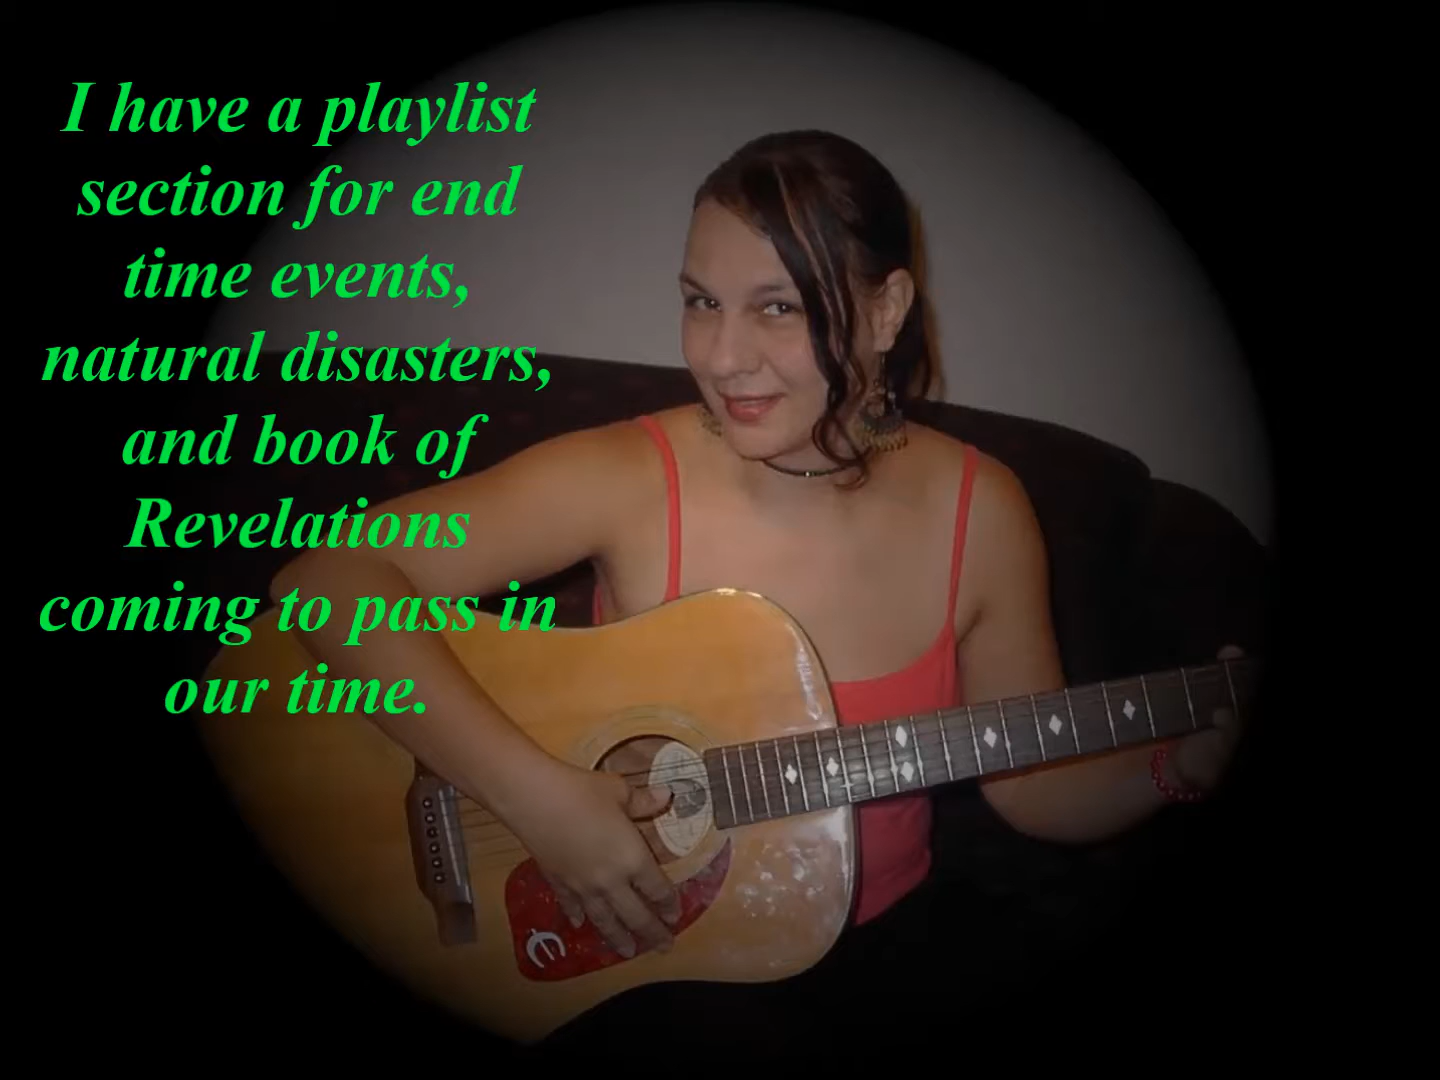 I have a playlist
section for end
time events,
natural disasters,
and book of
Revelations
coming to pass in
our time.